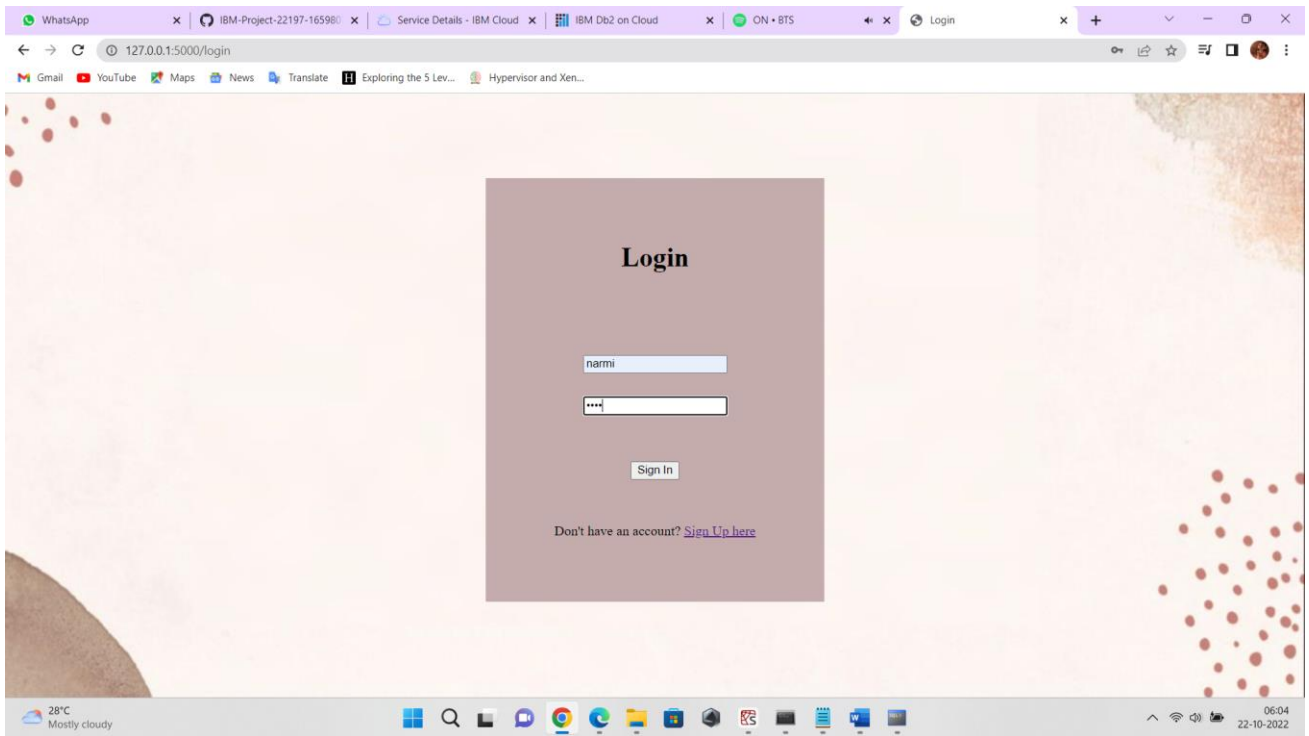 WhatsApp
IBM-Project-22197-165980
Service Details - IBM Cloud
IBM Db2 on Cloud
ON • BTS
Login
127.0.0.1:5000/login
Gmail
YouTube
Maps
News
Translate
Exploring the 5 Lev...
Hypervisor and Xen...
Login
narmi
••••
Sign In
Don't have an account? Sign Up here
28°C
Mostly cloudy
06:04
22-10-2022